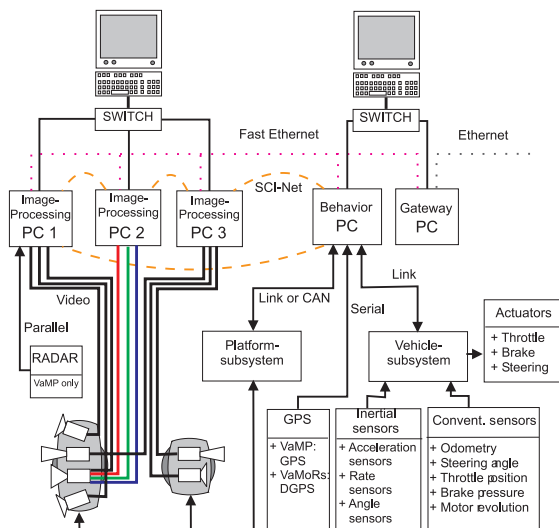 SWITCH
SWITCH
Fast Ethernet
Ethernet
SCI-Net
Image-
Processing
PC 1
Image-
Processing
PC 2
Image-
Processing
PC 3
Behavior
PC
Gateway
PC
Video
Parallel
Link or CAN
Serial
Link
RADAR
VaMP only
Platform-
subsystem
Vehicle-
subsystem
Actuators
+ Throttle
+ Brake
+ Steering
GPS
+ VaMP:
GPS
+ VaMoRs:
DGPS
Inertial
sensors
+ Acceleration
sensors
+ Rate
sensors
+ Angle
sensors
Convent. sensors
+ Odometry
+ Steering angle
+ Throttle position
+ Brake pressure
+ Motor revolution